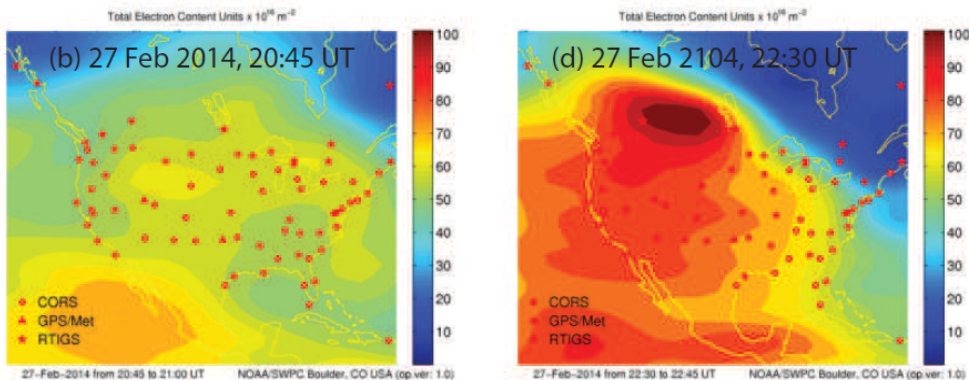 Total Electron Content Units x 10^16 m^-2
(b) 27 Feb 2014, 20:45 UT
100
90
80
70
60
50
40
30
20
10
CORS
GPS/Met
RTIGS
27-Feb-2014 from 20:45 to 21:00 UT NOAA/SWPC Boulder, CO USA (op ver: 1.0)
Total Electron Content Units x 10^16 m^-2
(d) 27 Feb 2104, 22:30 UT
100
90
80
70
60
50
40
30
20
10
CORS
GPS/Met
RTIGS
27-Feb-2014 from 22:30 to 22:45 UT NOAA/SWPC Boulder, CO USA (op ver: 1.0)